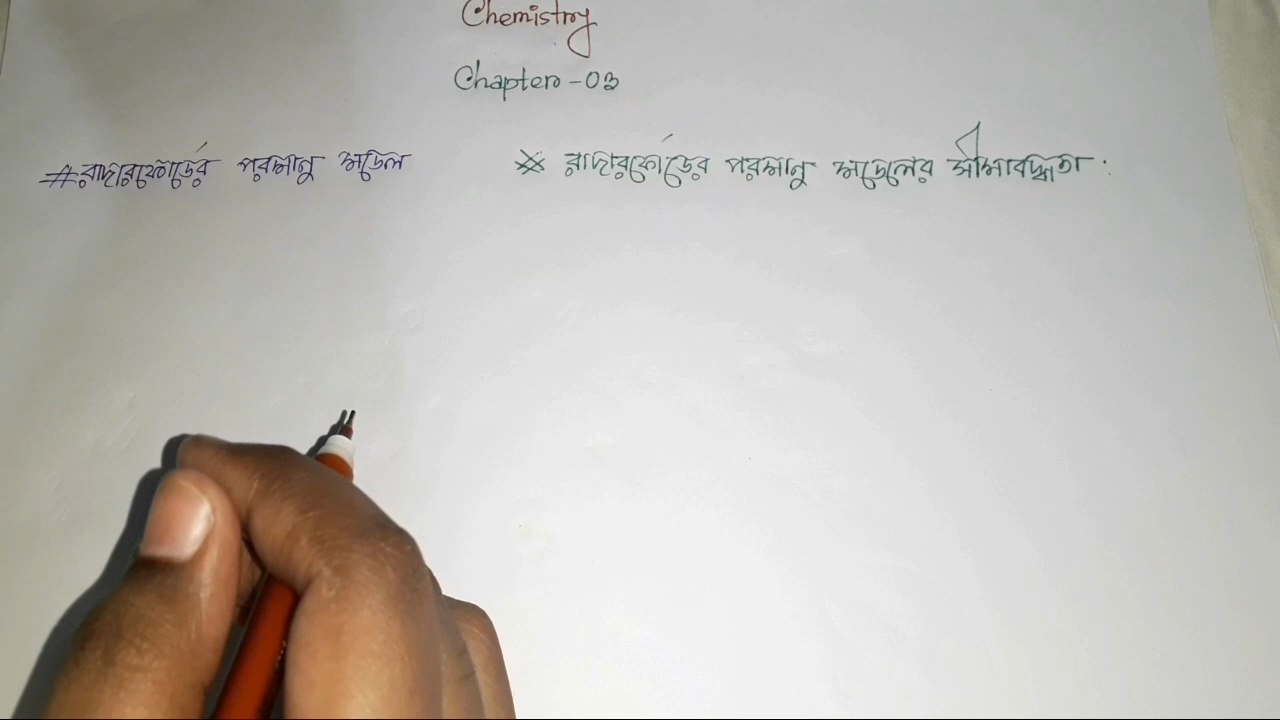 Chemistry
Chapter-03
# রাদারফোর্ডের পরমানু মডেল
※ রাদারফোর্ডের পরমানু মডেলের সীমাবদ্ধতা.